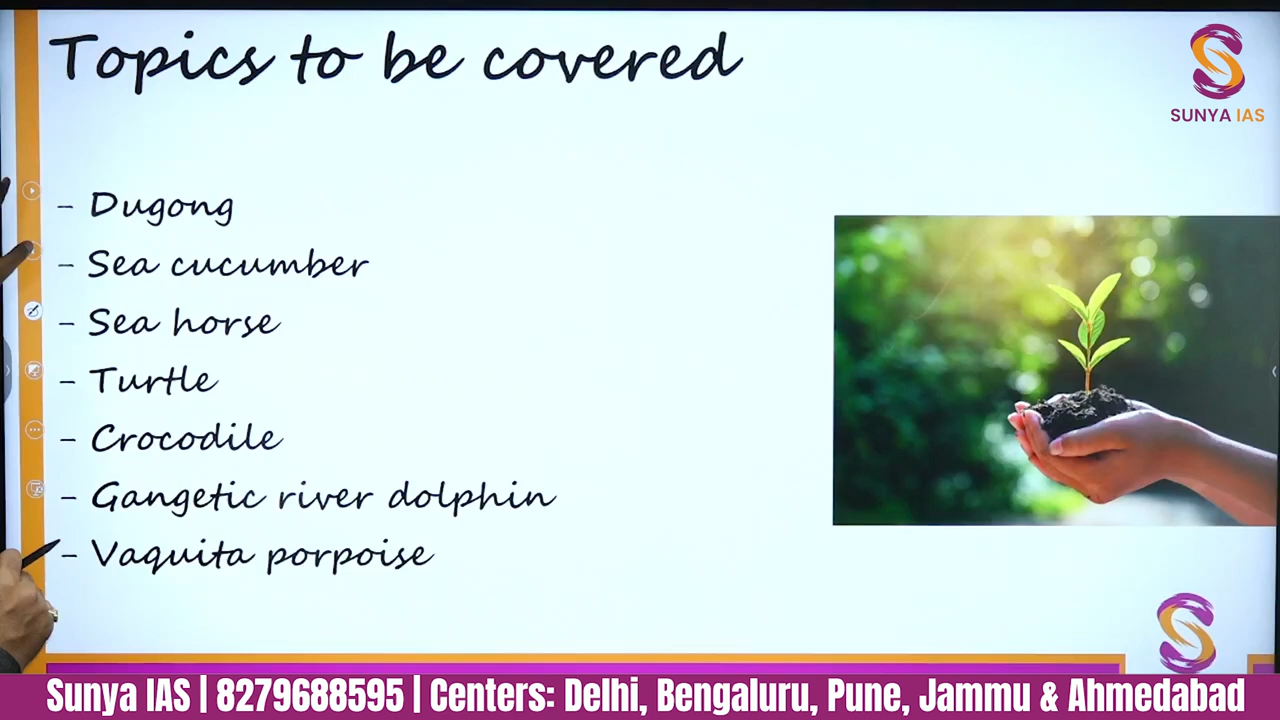 Topics to be covered
SUNYA IAS
- Dugong
- Sea cucumber
- Sea horse
- Turtle
- Crocodile
- Gangetic river dolphin
- Vaquita porpoise
Sunya IAS | 8279688595 | Centers: Delhi, Bengaluru, Pune, Jammu & Ahmedabad